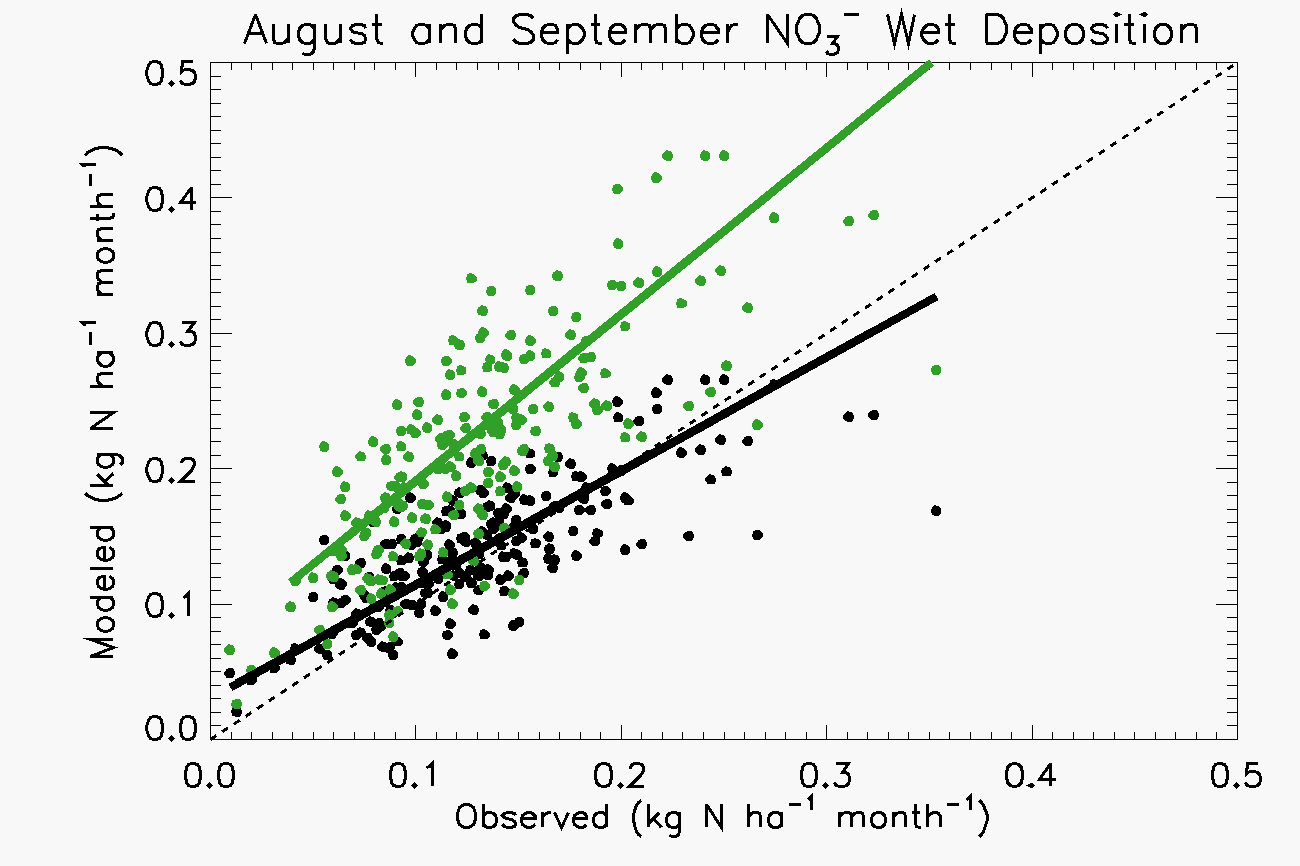 August and September NO₃⁻ Wet Deposition
0.5
0.4
0.3
0.2
0.1
0.0
Modeled (kg N ha⁻¹ month⁻¹)
0.0 0.1 0.2 0.3 0.4 0.5
Observed (kg N ha⁻¹ month⁻¹)